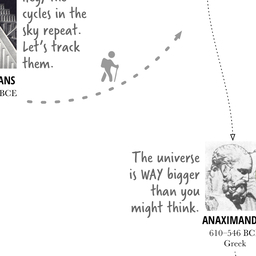 cycles in the
sky repeat.
Let's track
them.
ANS
BCE
The universe
is WAY bigger
than you
might think.
ANAXIMAND
610–546 BC
Greek